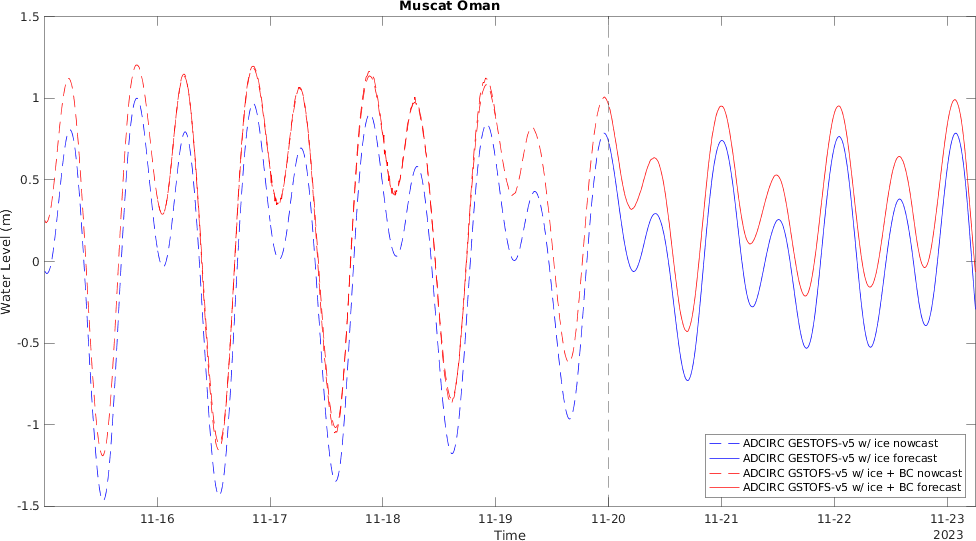 Muscat Oman
Water Level (m)
1.5
1
0.5
0
-0.5
-1
-1.5
11-16
11-17
11-18
11-19
11-20
11-21
11-22
11-23
Time
2023
ADCIRC GESTOFS-v5 w/ ice nowcast
ADCIRC GESTOFS-v5 w/ ice forecast
ADCIRC GSTOFS-v5 w/ ice + BC nowcast
ADCIRC GSTOFS-v5 w/ ice + BC forecast